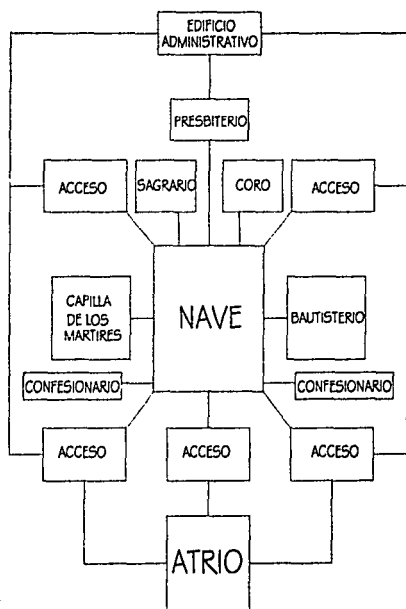 EDIFICIO
ADMINISTRATIVO
PRESBITERIO
ACCESO
SAGRARIO
CORO
ACCESO
CAPILLA
DE LOS
MARTIRES
NAVE
BAUTISTERIO
CONFESIONARIO
CONFESIONARIO
ACCESO
ACCESO
ACCESO
ATRIO